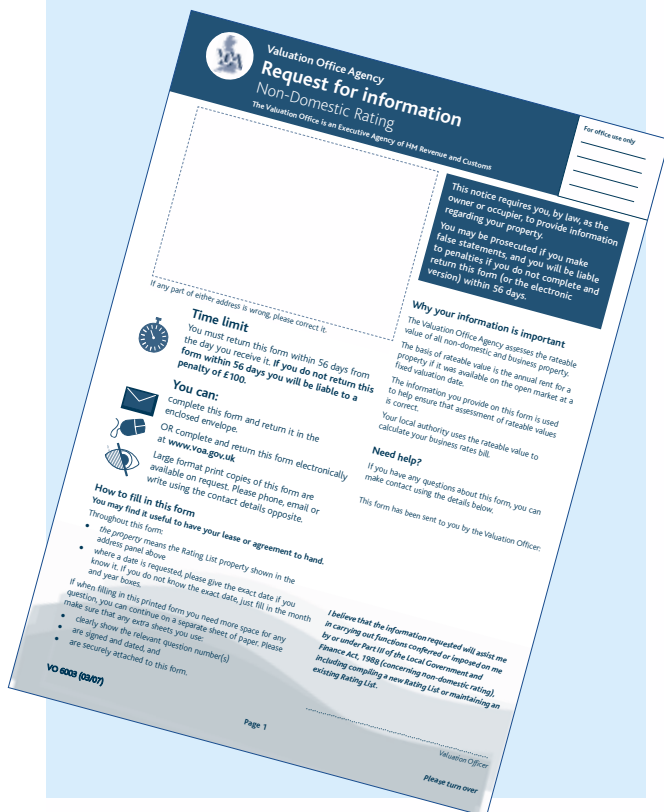 Valuation Office Agency
Request for information
Non-Domestic Rating
The Valuation Office is an Executive Agency of HM Revenue and Customs
For office use only
This notice requires you, by law, as the
owner or occupier, to provide information
regarding your property.
You may be prosecuted if you make
false statements, and you will be liable
to penalties if you do not complete and
return this form (or the electronic
version) within 56 days.
If any part of either address is wrong, please correct it.
Time limit
You must return this form within 56 days from
the day you receive it. If you do not return this
form within 56 days you will be liable to a
penalty of £100.
You can:
complete this form and return it in the
enclosed envelope.
OR complete and return this form electronically
at www.voa.gov.uk
Large format print copies of this form are
available on request. Please phone, email or
write using the contact details opposite.
How to fill in this form
You may find it useful to have your lease or agreement to hand.
Throughout this form:
• the property means the Rating List property shown in the
address panel above
• where a date is requested, please give the exact date if you
know it. If you do not know the exact date, just fill in the month
and year boxes.
If when filling in this printed form you need more space for any
question, you can continue on a separate sheet of paper. Please
make sure that any extra sheets you use:
• clearly show the relevant question number(s)
• are signed and dated, and
• are securely attached to this form.
VO 6003 (03/07)
Why your information is important
The Valuation Office Agency assesses the rateable
value of all non-domestic and business property.
The basis of rateable value is the annual rent for a
property if it was available on the open market at a
fixed valuation date.
The information you provide on this form is used
to help ensure that assessment of rateable values
is correct.
Your local authority uses the rateable value to
calculate your business rates bill.
Need help?
If you have any questions about this form, you can
make contact using the details below.
This form has been sent to you by the Valuation Officer:
I believe that the information requested will assist me
in carrying out functions conferred or imposed on me
by or under Part III of the Local Government and
Finance Act, 1988 (concerning non-domestic rating),
including compiling a new Rating List or maintaining an
existing Rating List.
Valuation Officer
Page 1
Please turn over